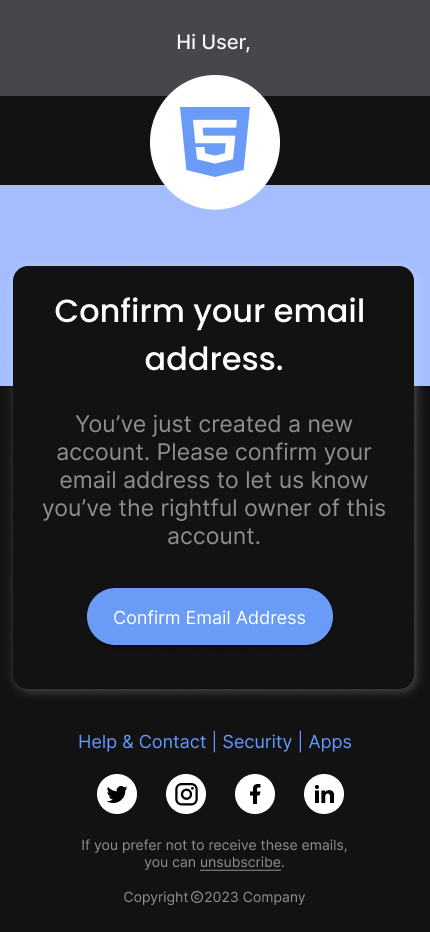 Hi User,
Confirm your email
address.
You’ve just created a new
account. Please confirm your
email address to let us know
you’ve the rightful owner of this
account.
Confirm Email Address
Help & Contact | Security | Apps
If you prefer not to receive these emails,
you can unsubscribe.
Copyright©2023 Company